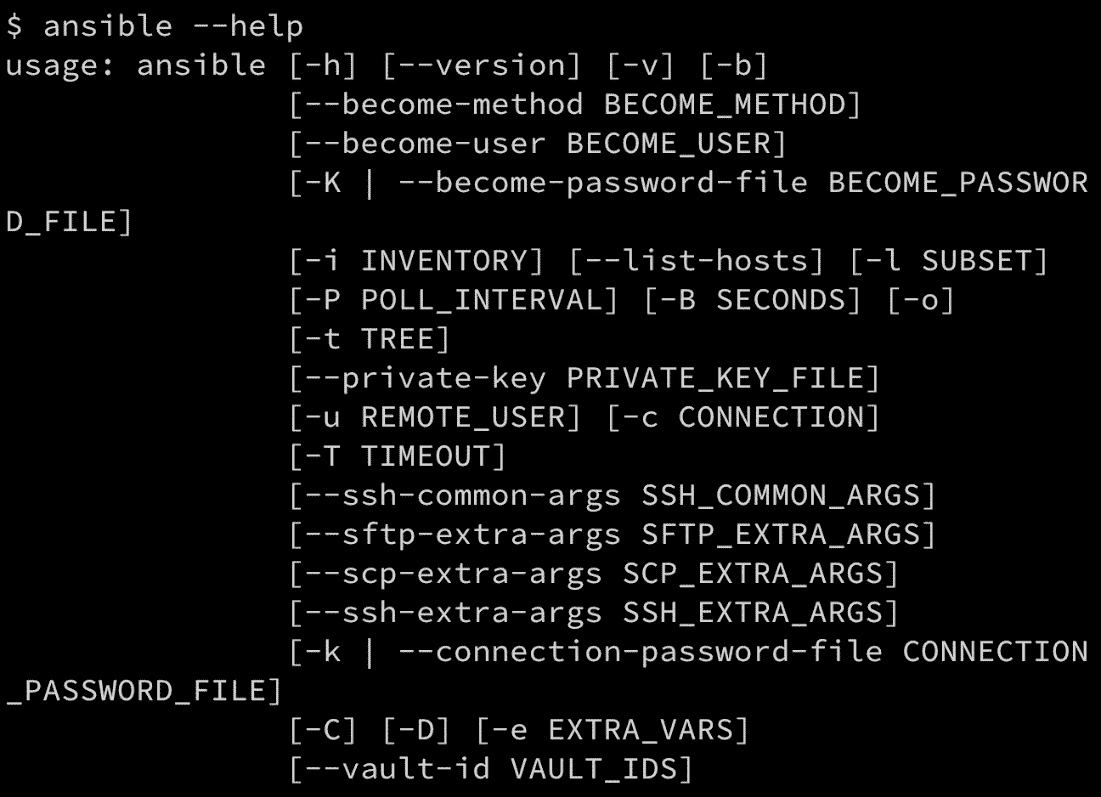 $ ansible --help
usage: ansible [-h] [--version] [-v] [-b]
               [--become-method BECOME_METHOD]
               [--become-user BECOME_USER]
               [-K | --become-password-file BECOME_PASSWOR
D_FILE]
               [-i INVENTORY] [--list-hosts] [-l SUBSET]
               [-P POLL_INTERVAL] [-B SECONDS] [-o]
               [-t TREE]
               [--private-key PRIVATE_KEY_FILE]
               [-u REMOTE_USER] [-c CONNECTION]
               [-T TIMEOUT]
               [--ssh-common-args SSH_COMMON_ARGS]
               [--sftp-extra-args SFTP_EXTRA_ARGS]
               [--scp-extra-args SCP_EXTRA_ARGS]
               [--ssh-extra-args SSH_EXTRA_ARGS]
               [-k | --connection-password-file CONNECTION
_PASSWORD_FILE]
               [-C] [-D] [-e EXTRA_VARS]
               [--vault-id VAULT_IDS]